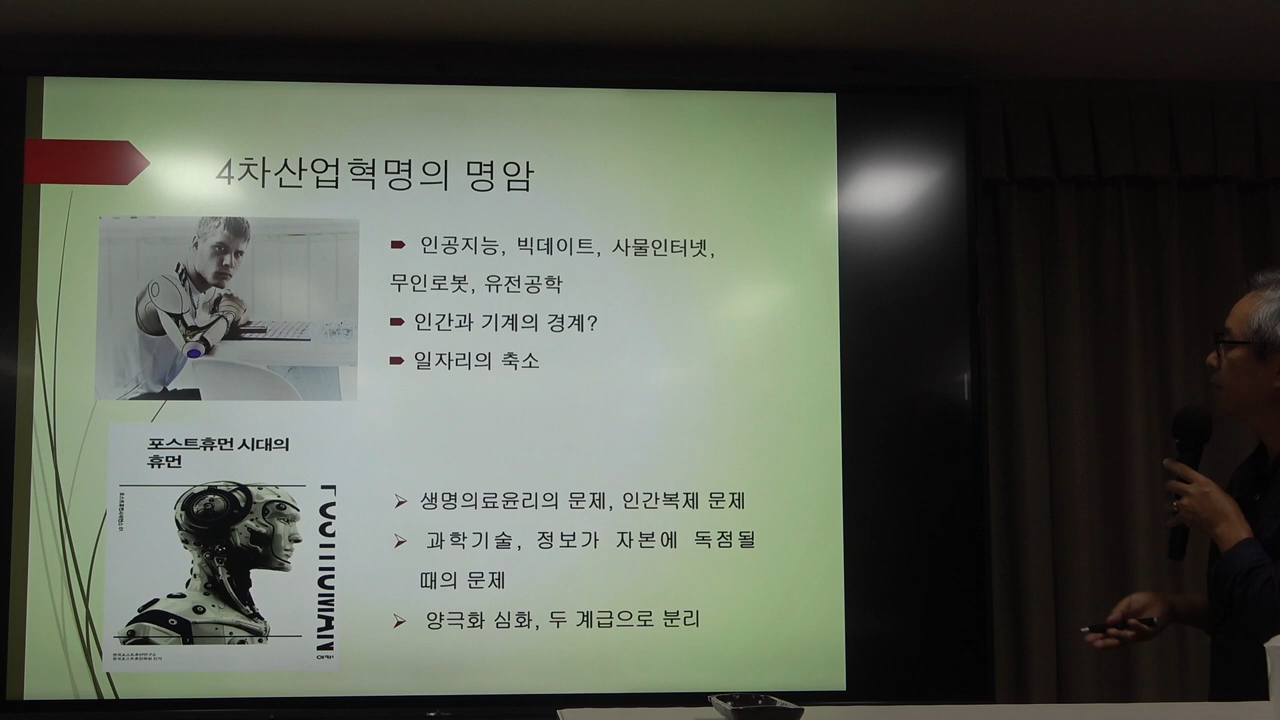 4차산업혁명의 명암
인공지능, 빅데이트, 사물인터넷,
무인로봇, 유전공학
인간과 기계의 경계?
일자리의 축소
포스트휴먼 시대의
휴먼
POSTHUMAN
생명의료윤리의 문제, 인간복제 문제
과학기술, 정보가 자본에 독점될
때의 문제
양극화 심화, 두 계급으로 분리